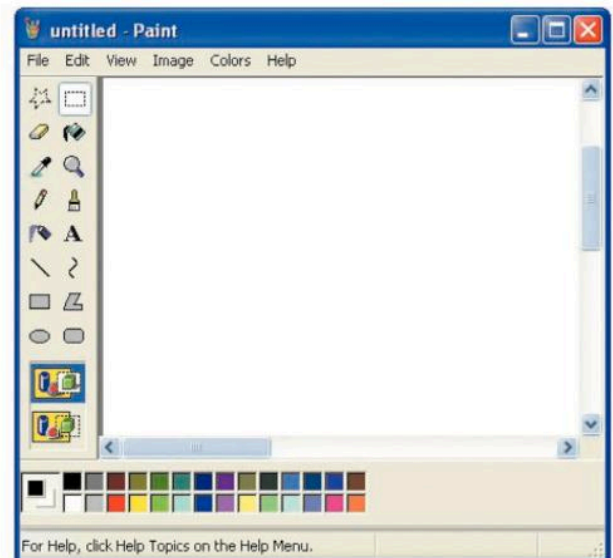 untitled - Paint
File Edit View Image Colors Help
A
For Help, click Help Topics on the Help Menu.